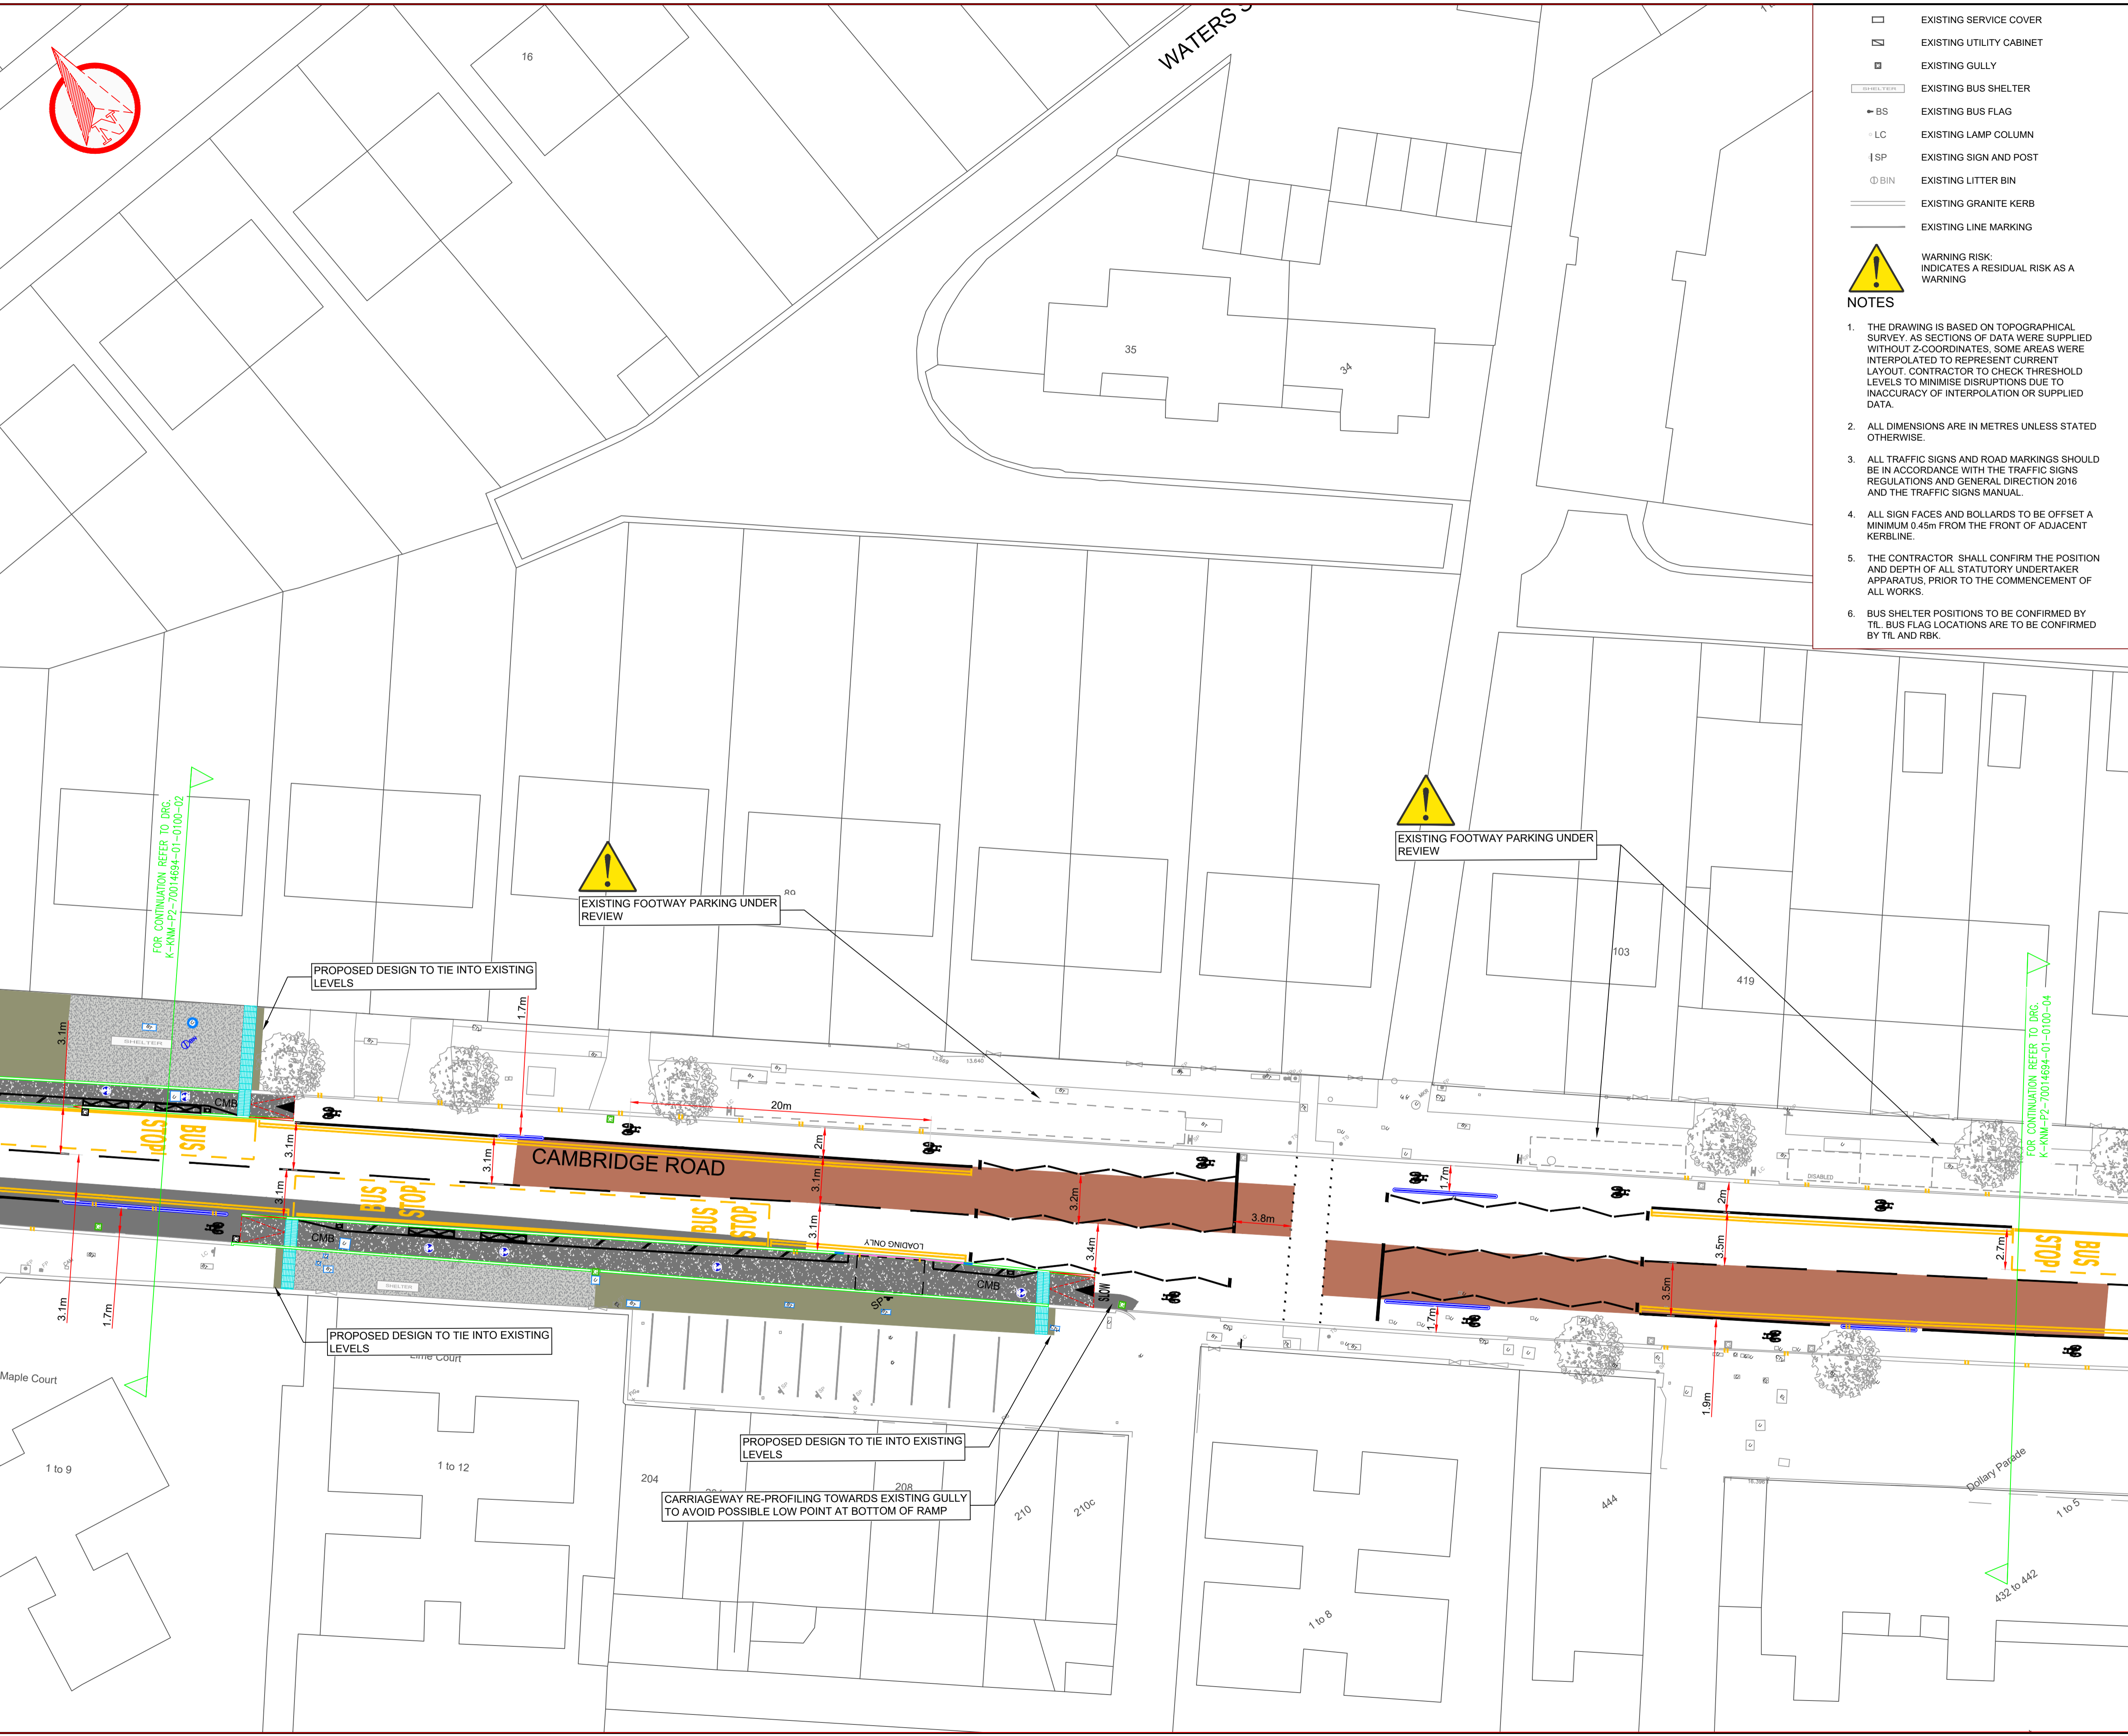 WATERS
16
35
34
EXISTING SERVICE COVER
EXISTING UTILITY CABINET
EXISTING GULLY
SHELTER EXISTING BUS SHELTER
BS EXISTING BUS FLAG
LC EXISTING LAMP COLUMN
SP EXISTING SIGN AND POST
BIN EXISTING LITTER BIN
EXISTING GRANITE KERB
EXISTING LINE MARKING
WARNING RISK:
INDICATES A RESIDUAL RISK AS A
WARNING
NOTES
1. THE DRAWING IS BASED ON TOPOGRAPHICAL
SURVEY. AS SECTIONS OF DATA WERE SUPPLIED
WITHOUT Z-COORDINATES, SOME AREAS WERE
INTERPOLATED TO REPRESENT CURRENT
LAYOUT. CONTRACTOR TO CHECK THRESHOLD
LEVELS TO MINIMISE DISRUPTIONS DUE TO
INACCURACY OF INTERPOLATION OR SUPPLIED
DATA.
2. ALL DIMENSIONS ARE IN METRES UNLESS STATED
OTHERWISE.
3. ALL TRAFFIC SIGNS AND ROAD MARKINGS SHOULD
BE IN ACCORDANCE WITH THE TRAFFIC SIGNS
REGULATIONS AND GENERAL DIRECTION 2016
AND THE TRAFFIC SIGNS MANUAL.
4. ALL SIGN FACES AND BOLLARDS TO BE OFFSET A
MINIMUM 0.45m FROM THE FRONT OF ADJACENT
KERBLINE.
5. THE CONTRACTOR SHALL CONFIRM THE POSITION
AND DEPTH OF ALL STATUTORY UNDERTAKER
APPARATUS, PRIOR TO THE COMMENCEMENT OF
ALL WORKS.
6. BUS SHELTER POSITIONS TO BE CONFIRMED BY
TfL. BUS FLAG LOCATIONS ARE TO BE CONFIRMED
BY TfL AND RBK.
FOR CONTINUATION REFER TO DRG.
K-KNM-P2-70014694-01-0100-02
EXISTING FOOTWAY PARKING UNDER
REVIEW
EXISTING FOOTWAY PARKING UNDER
REVIEW
103
419
FOR CONTINUATION REFER TO DRG.
K-KNM-P2-70014694-01-0100-04
PROPOSED DESIGN TO TIE INTO EXISTING
LEVELS
3.1m
SHELTER
BIN
1.7m
13.669
13.640
20m
CMB
BUS
STOP
3.1m
3.1m
2m
CAMBRIDGE ROAD
3.1m
3.2m
3.8m
1.7m
DISABLED
2m
3.5m
2.7m
BUS
STOP
3.1m
BUS
STOP
BUS
STOP
3.1m
LOADING ONLY
3.4m
CMB
SHELTER
CMB
SLOW
SP
3.5m
1.7m
3.1m
1.7m
1.9m
PROPOSED DESIGN TO TIE INTO EXISTING
LEVELS
Lime Court
Maple Court
1 to 9
1 to 12
PROPOSED DESIGN TO TIE INTO EXISTING
LEVELS
204
208
CARRIAGEWAY RE-PROFILING TOWARDS EXISTING GULLY
TO AVOID POSSIBLE LOW POINT AT BOTTOM OF RAMP
210
210c
1 to 8
444
Dollary Parade
1 to 5
432 to 442